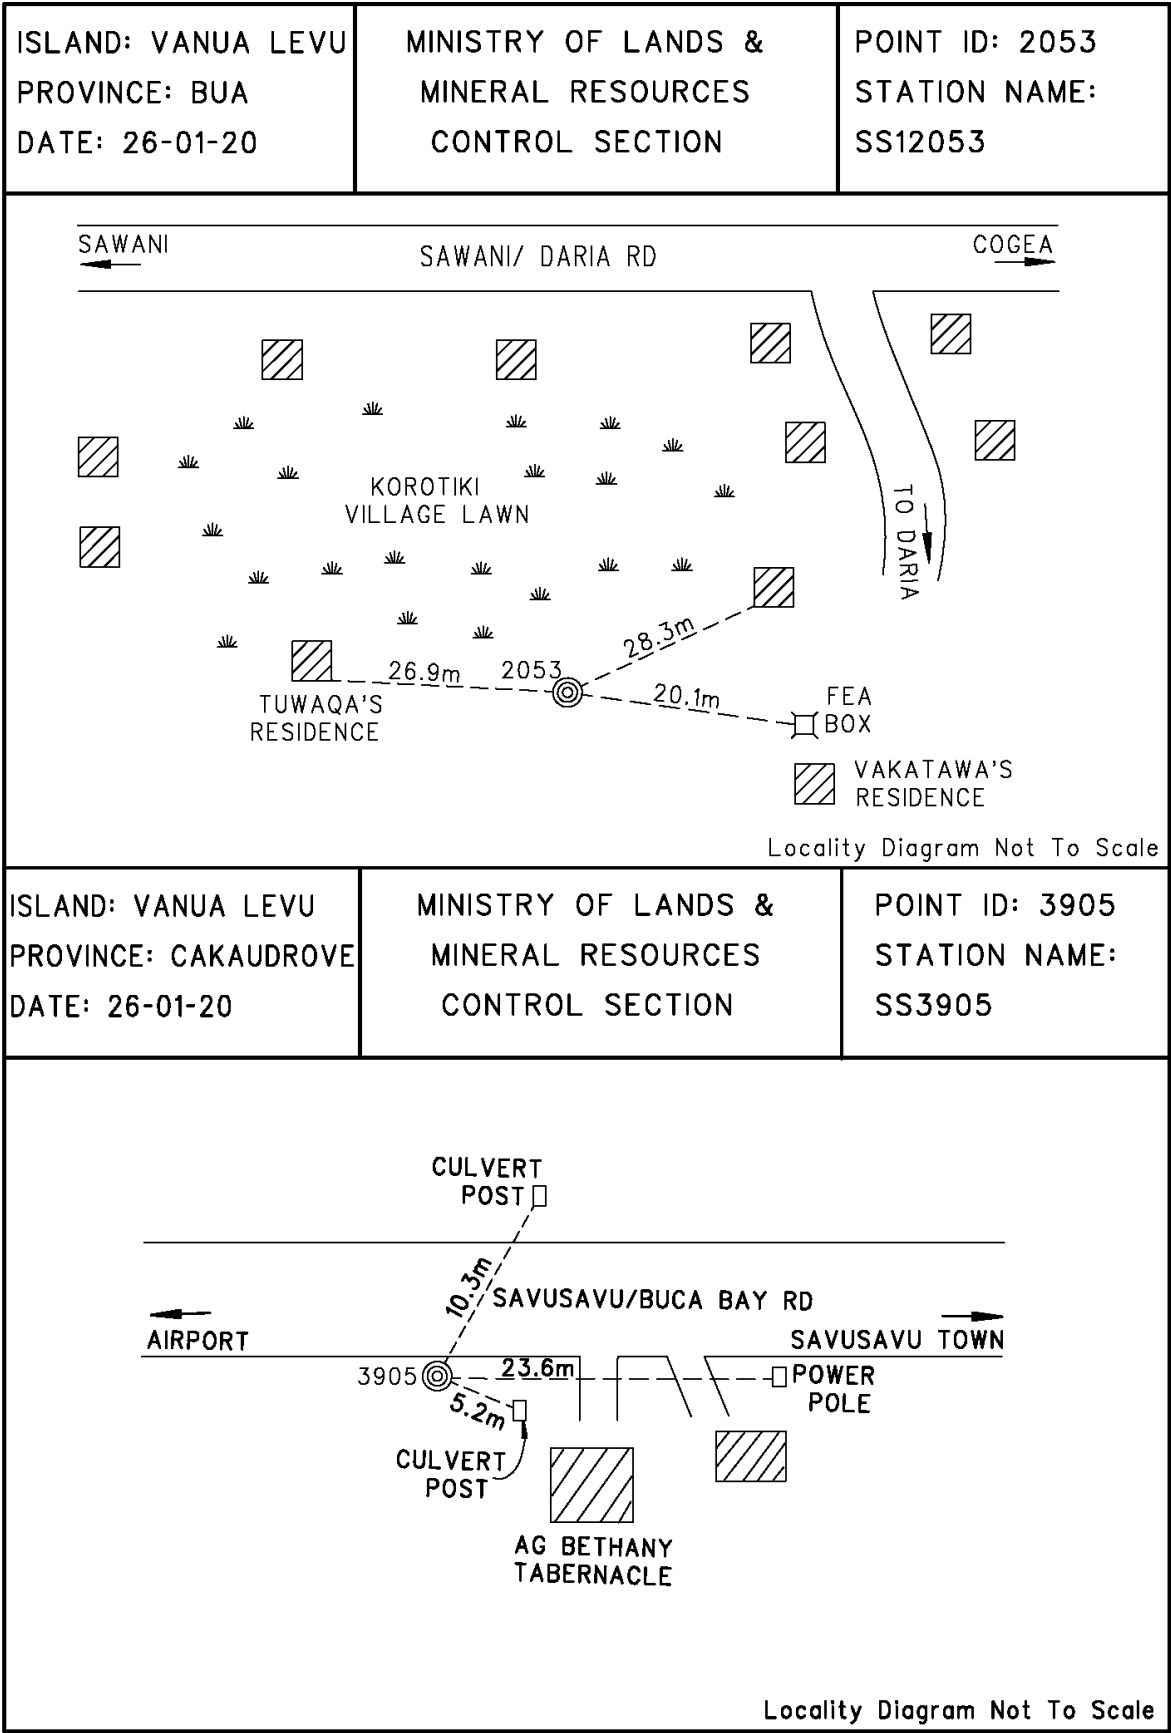 ISLAND: VANUA LEVU
PROVINCE: BUA
DATE: 26-01-20
MINISTRY OF LANDS &
MINERAL RESOURCES
CONTROL SECTION
POINT ID: 2053
STATION NAME:
SS12053
SAWANI
SAWANI/ DARIA RD
COGEA
KOROTIKI
VILLAGE LAWN
TO DARIA
28.3m
26.9m
2053
20.1m
TUWAQA'S
RESIDENCE
FEA
BOX
VAKATAWA'S
RESIDENCE
Locality Diagram Not To Scale
ISLAND: VANUA LEVU
PROVINCE: CAKAUDROVE
DATE: 26-01-20
MINISTRY OF LANDS &
MINERAL RESOURCES
CONTROL SECTION
POINT ID: 3905
STATION NAME:
SS3905
CULVERT
POST
10.3m
SAVUSAVU/BUCA BAY RD
AIRPORT
SAVUSAVU TOWN
3905
23.6m
POWER
POLE
5.2m
CULVERT
POST
AG BETHANY
TABERNACLE
Locality Diagram Not To Scale